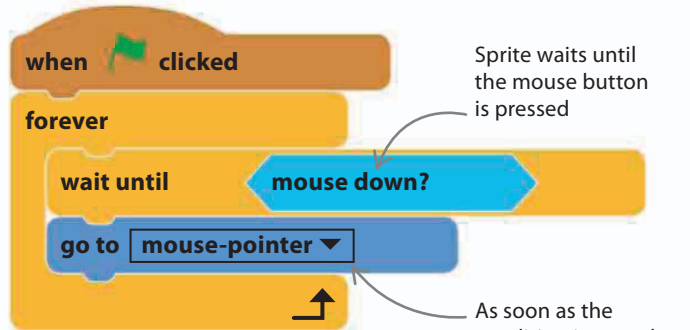 when clicked
forever
wait until mouse down?
go to mouse-pointer
Sprite waits until
the mouse button
is pressed
As soon as the